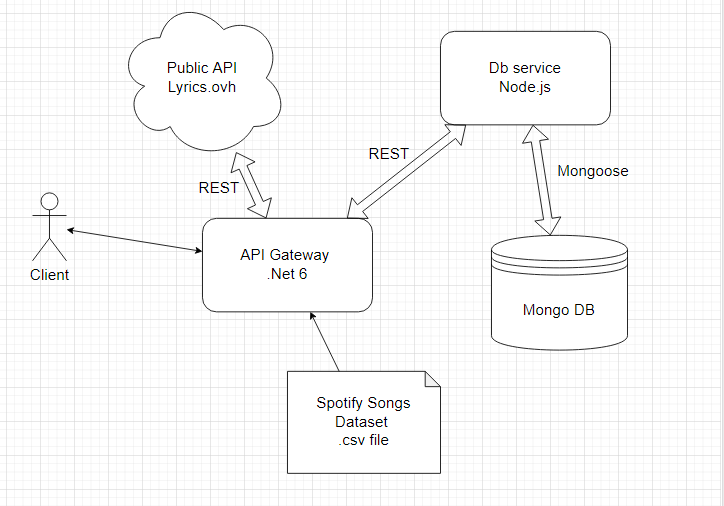 Public API
Lyrics.ovh
Db service
Node.js
REST
Mongoose
REST
Client
API Gateway
.Net 6
Mongo DB
Spotify Songs
Dataset
.csv file